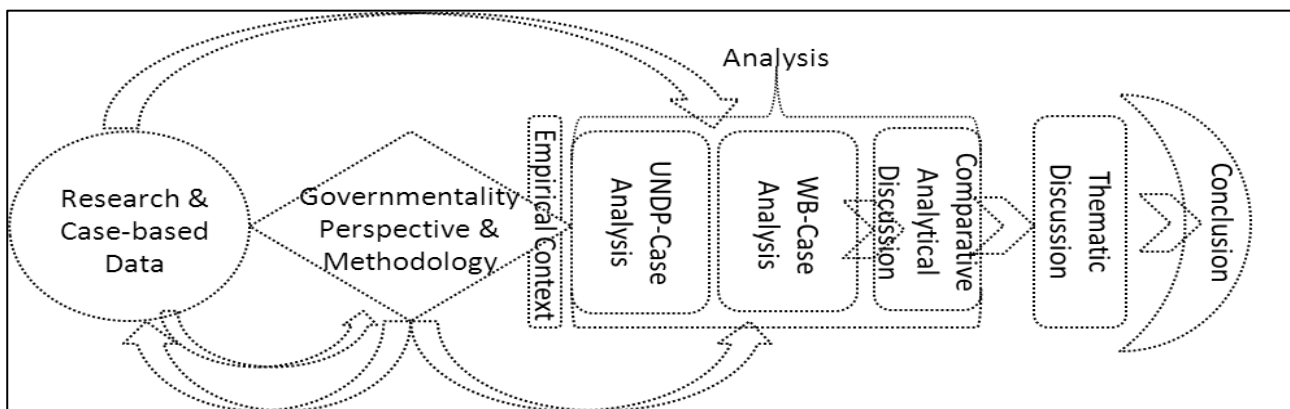 Analysis
Research &
Case-based
Data
Governmentality
Perspective &
Methodology
Empirical Context
UNDP-Case
Analysis
WB-Case
Analysis
Comparative
Analytical
Discussion
Thematic
Discussion
Conclusion